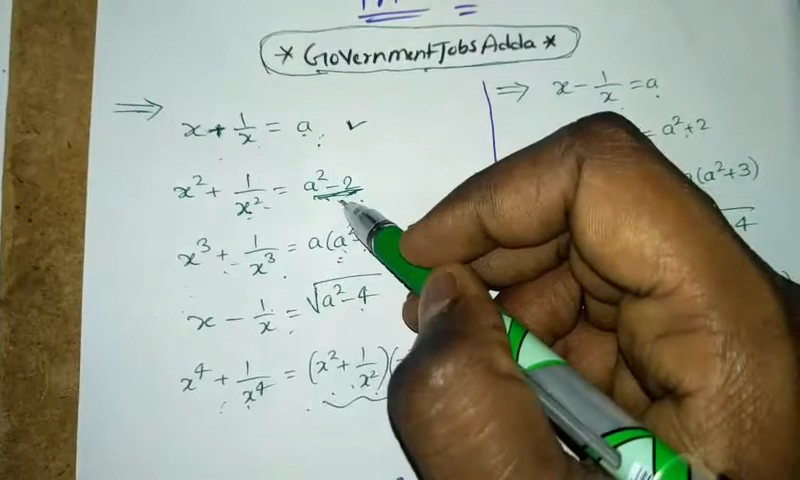 * GovernmentJobsAdda *
⇒ x + 1/x = a ✓
x² + 1/x² = a² - 2
x³ + 1/x³ = a(a²
x - 1/x = √a² - 4
x⁴ + 1/x⁴ = (x² + 1/x²)(
⇒ x - 1/x = a
= a² + 2
(a² + 3)
4